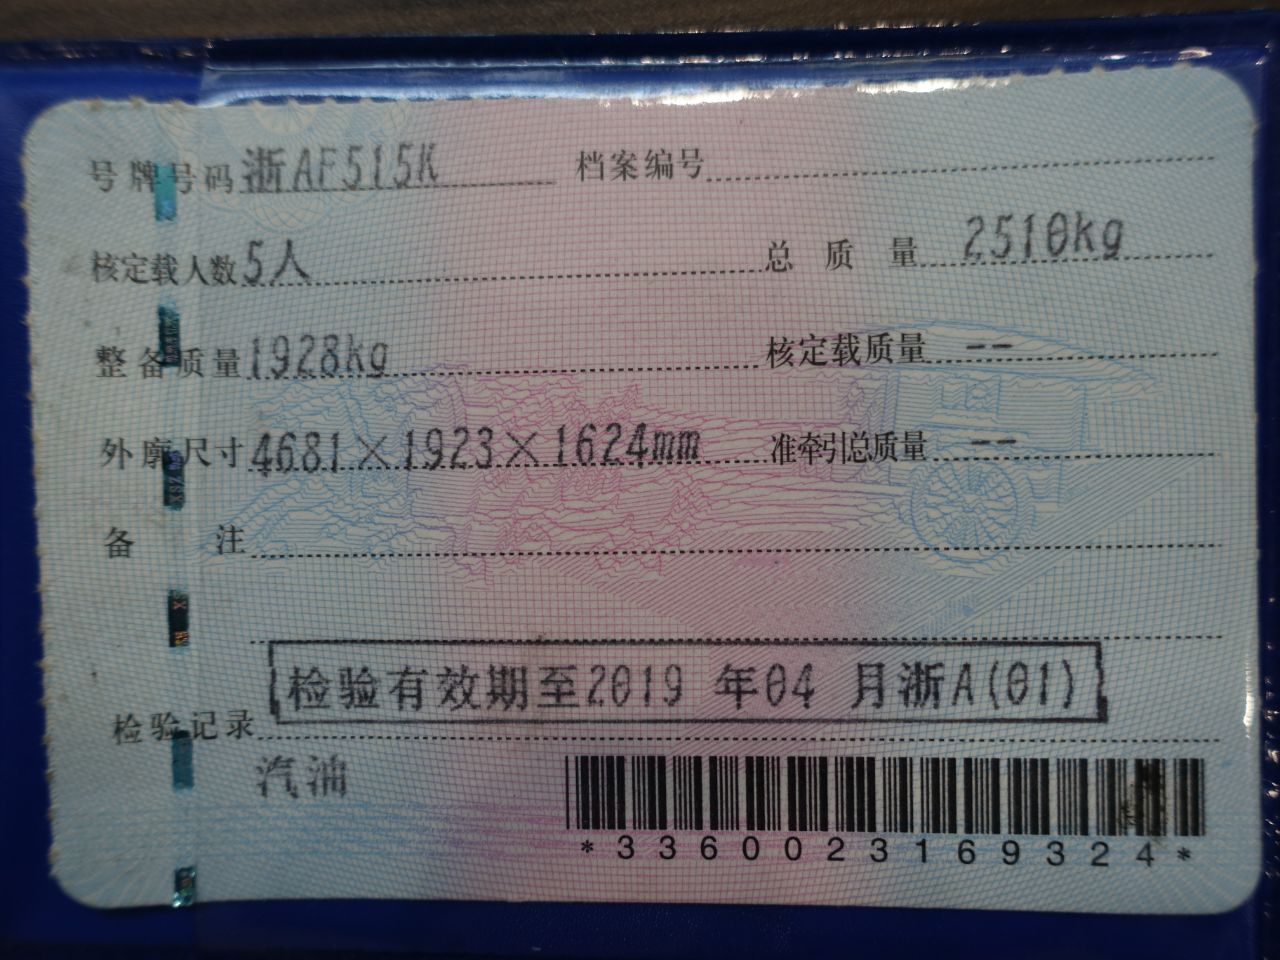 号牌号码 浙AF515K 档案编号
核定载人数 5人 总质量 2510kg
整备质量 1928kg 核定载质量 --
外廓尺寸 4681×1923×1624mm 准牵引总质量 --
备注
检验有效期至2019 年04 月浙A(01)
检验记录
汽油
*3360023169324*